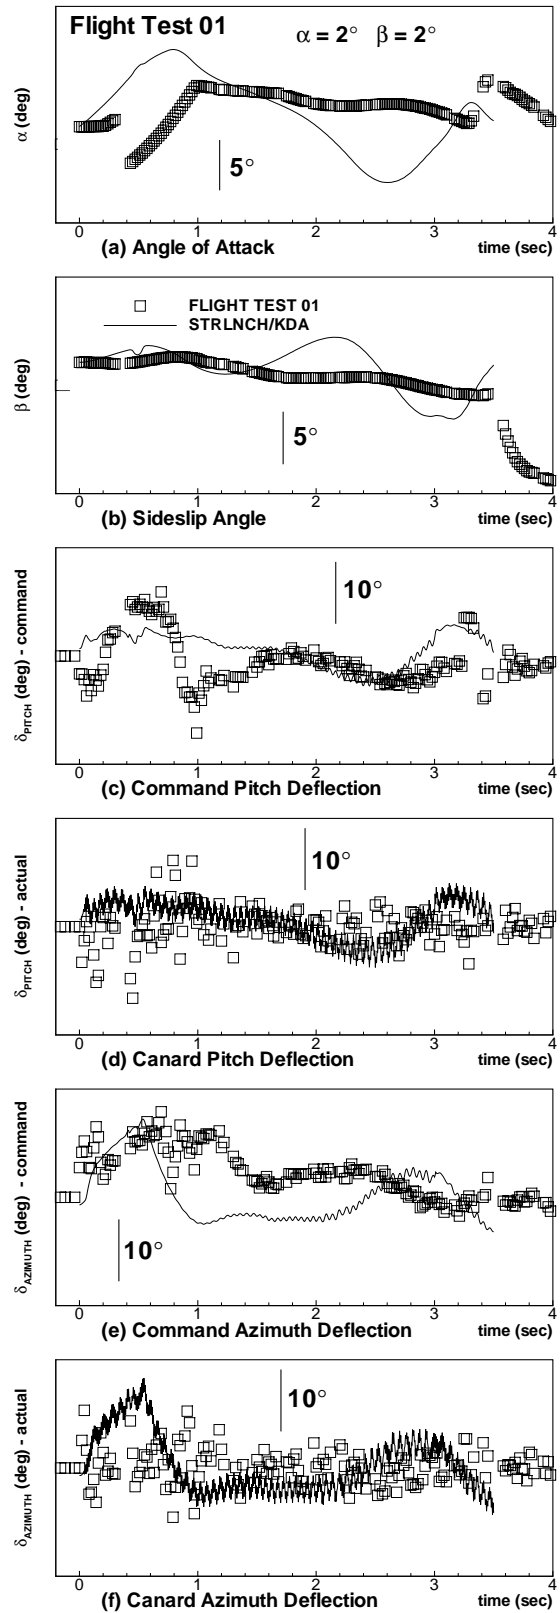 Flight Test 01
α = 2° β = 2°
α (deg)
5°
0 1 2 3 4
(a) Angle of Attack time (sec)
FLIGHT TEST 01
STRLNCH/KDA
β (deg)
5°
0 1 2 3 4
(b) Sideslip Angle time (sec)
δPITCH (deg) - command
10°
0 1 2 3 4
(c) Command Pitch Deflection time (sec)
δPITCH (deg) - actual
10°
0 1 2 3 4
(d) Canard Pitch Deflection time (sec)
δAZIMUTH (deg) - command
10°
0 1 2 3 4
(e) Command Azimuth Deflection time (sec)
δAZIMUTH (deg) - actual
10°
0 1 2 3 4
(f) Canard Azimuth Deflection time (sec)